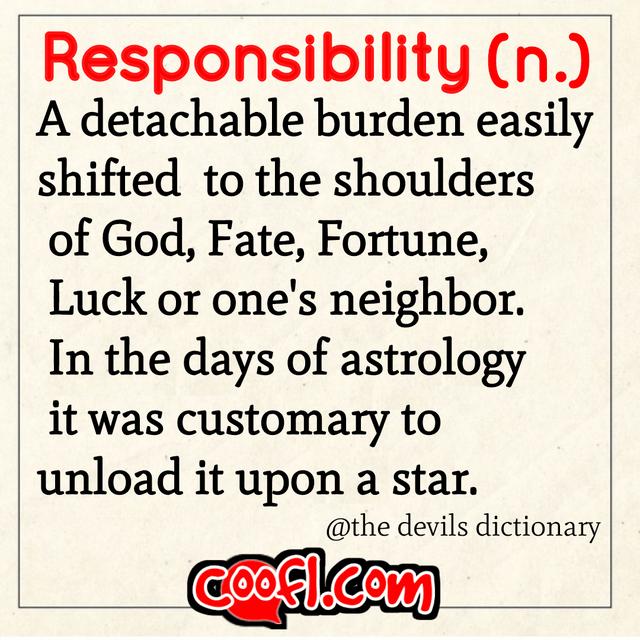 Responsibility (n.)
A detachable burden easily
shifted to the shoulders
of God, Fate, Fortune,
Luck or one's neighbor.
In the days of astrology
it was customary to
unload it upon a star.
@the devils dictionary
coofl.com